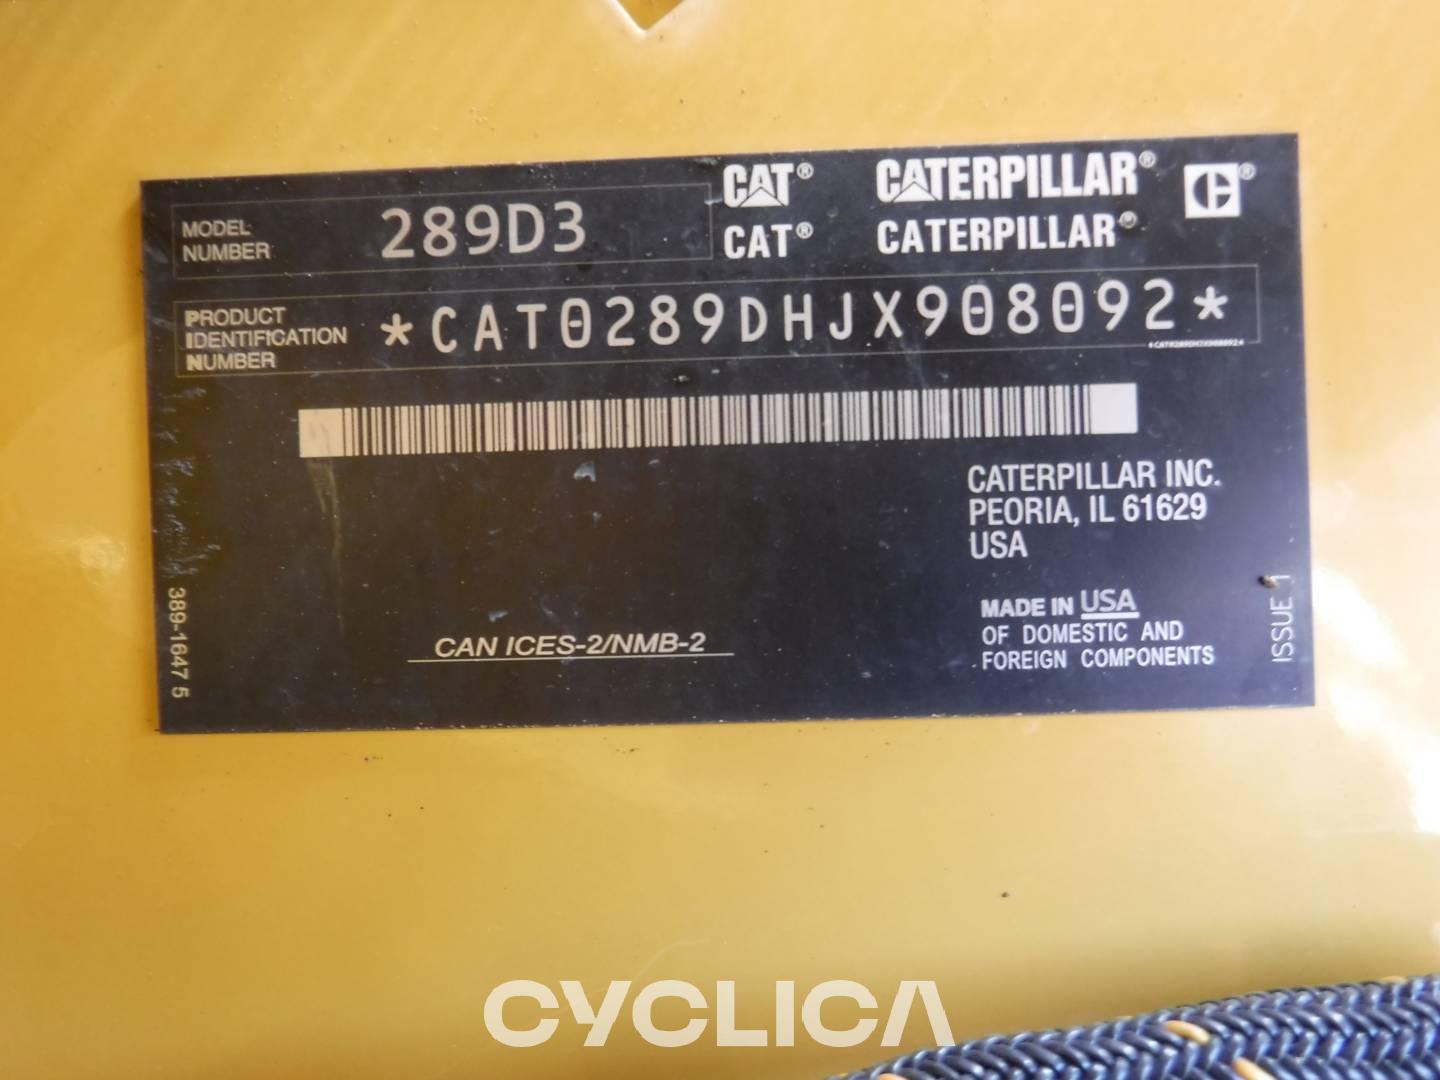 CAT® CATERPILLAR® C®
MODEL
NUMBER 289D3
CAT® CATERPILLAR®
PRODUCT
IDENTIFICATION
NUMBER *CAT0289DHJX908092*
*CAT0289DHJX908092*
CATERPILLAR INC.
PEORIA, IL 61629
USA
MADE IN USA
OF DOMESTIC AND
FOREIGN COMPONENTS
CAN ICES-2/NMB-2
389-1647 5
ISSUE 1
CYCLICA